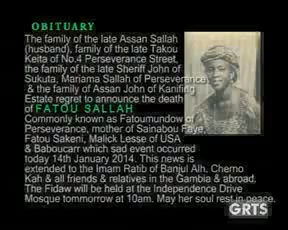 OBITUARY
The family of the late Assan Sallah
(husband), family of the late Takou
Keita of No.4 Perseverance Street,
the family of the late Sheriff John of
Sukuta, Mariama Sallah of Perseverance
& the family of Assan John of Kanifing
Estate regret to announce the death
of FATOU SALLAH
Commonly known as Fatoumundow of
Perseverance, mother of Sainabou Faye,
Fatou Sakeni, Malick Lesse of USA
& Baboucarr which sad event occurred
today 14th January 2014. This news is
extended to the Imam Ratib of Banjul Alh. Cherno
Kah & all friends & relatives in the Gambia & abroad.
The Fidaw will be held at the Independence Drive
Mosque tommorrow at 10am. May her soul rest in peace.
GRTS